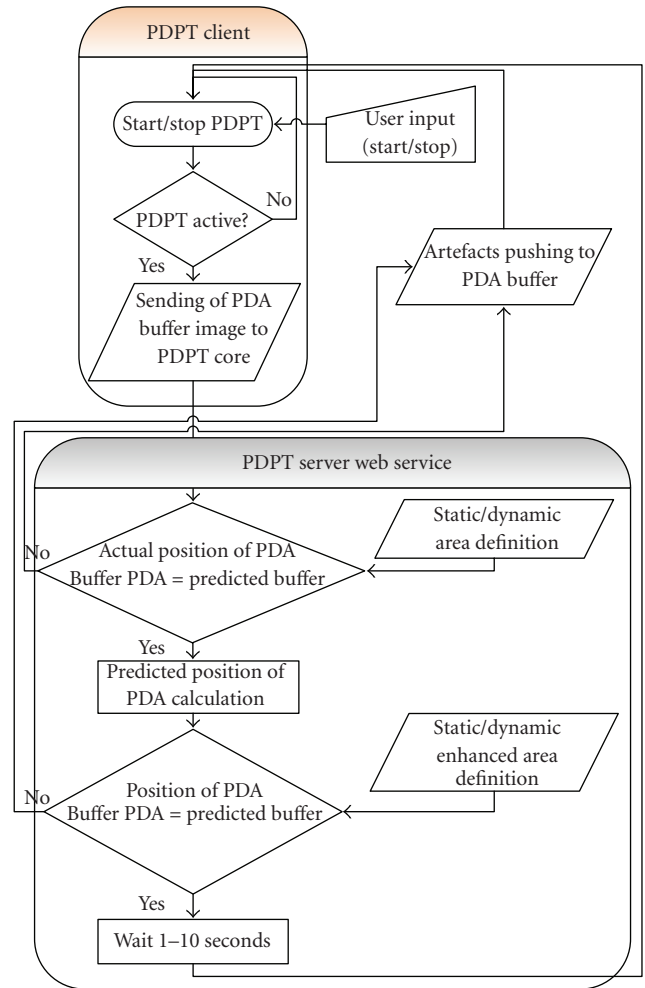 PDPT client
Start/stop PDPT
User input
(start/stop)
PDPT active?
No
Yes
Artefacts pushing to
PDA buffer
Sending of PDA
buffer image to
PDPT core
PDPT server web service
Static/dynamic
area definition
No
Actual position of PDA
Buffer PDA = predicted buffer
Yes
Predicted position of
PDA calculation
Static/dynamic
enhanced area
definition
No
Position of PDA
Buffer PDA = predicted buffer
Yes
Wait 1–10 seconds